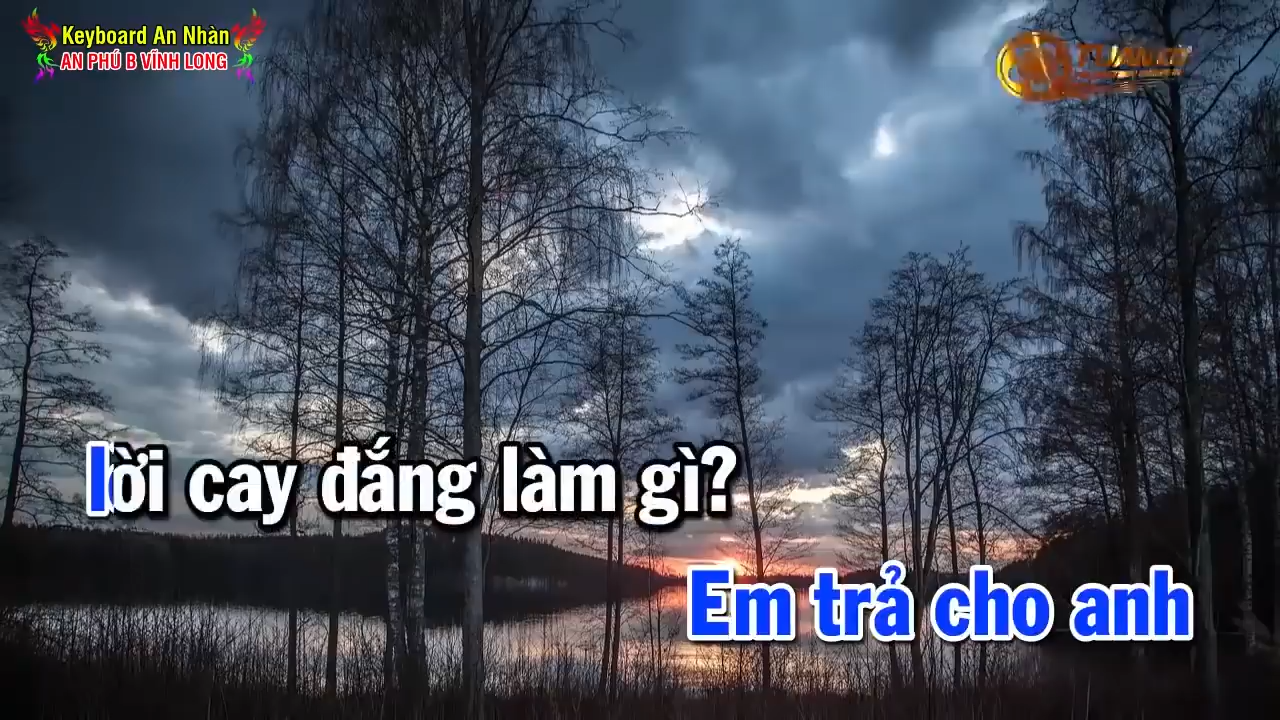 Keyboard An Nhàn
AN PHÚ B VĨNH LONG
lời cay đắng làm gì?
Em trả cho anh